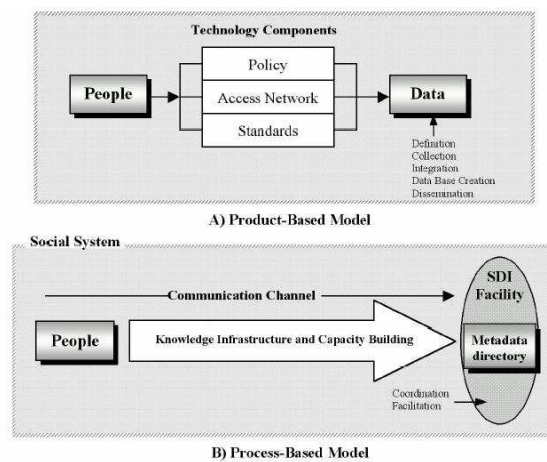 Technology Components
Policy
People
Access Network
Data
Standards
Definition
Collection
Integration
Data Base Creation
Dissemination
A) Product-Based Model
Social System
SDI
Facility
Communication Channel
People
Knowledge Infrastructure and Capacity Building
Metadata
directory
Coordination
Facilitation
B) Process-Based Model